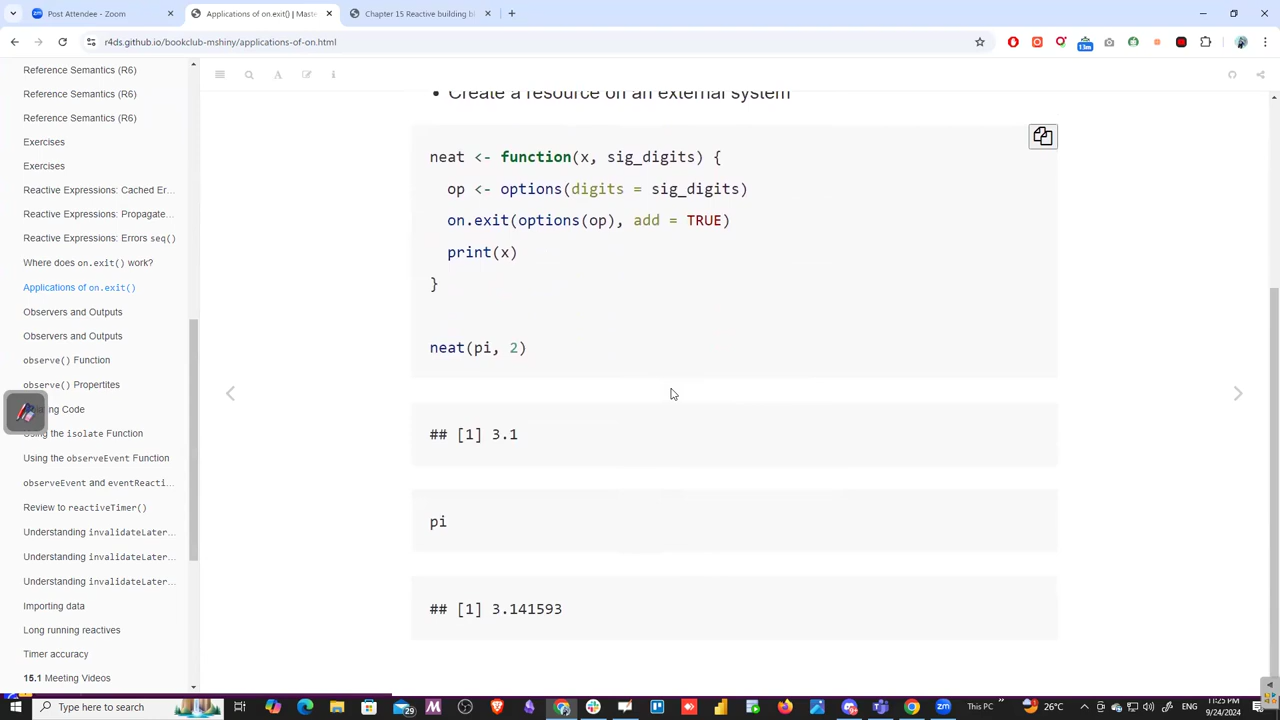 Post Attendee - Zoom
Applications of on.exit() | Maste
Chapter 15 Reactive building bl
r4ds.github.io/bookclub-mshiny/applications-of-on.html
13m
Reference Semantics (R6)
Reference Semantics (R6)
Reference Semantics (R6)
Exercises
Exercises
Reactive Expressions: Cached Er...
Reactive Expressions: Propagate...
Reactive Expressions: Errors seq()
Where does on.exit() work?
Applications of on.exit()
Observers and Outputs
Observers and Outputs
observe() Function
observe() Propertites
Code
Using the isolate Function
Using the observeEvent Function
observeEvent and eventReacti...
Review to reactiveTimer()
Understanding invalidateLater...
Understanding invalidateLater...
Understanding invalidateLater...
Importing data
Long running reactives
Timer accuracy
15.1 Meeting Videos
• Create a resource on an external system
neat <- function(x, sig_digits) {
op <- options(digits = sig_digits)
on.exit(options(op), add = TRUE)
print(x)
}
neat(pi, 2)
## [1] 3.1
pi
## [1] 3.141593
Type here to search
29
This PC
26°C
11:25 PM
9/24/2024